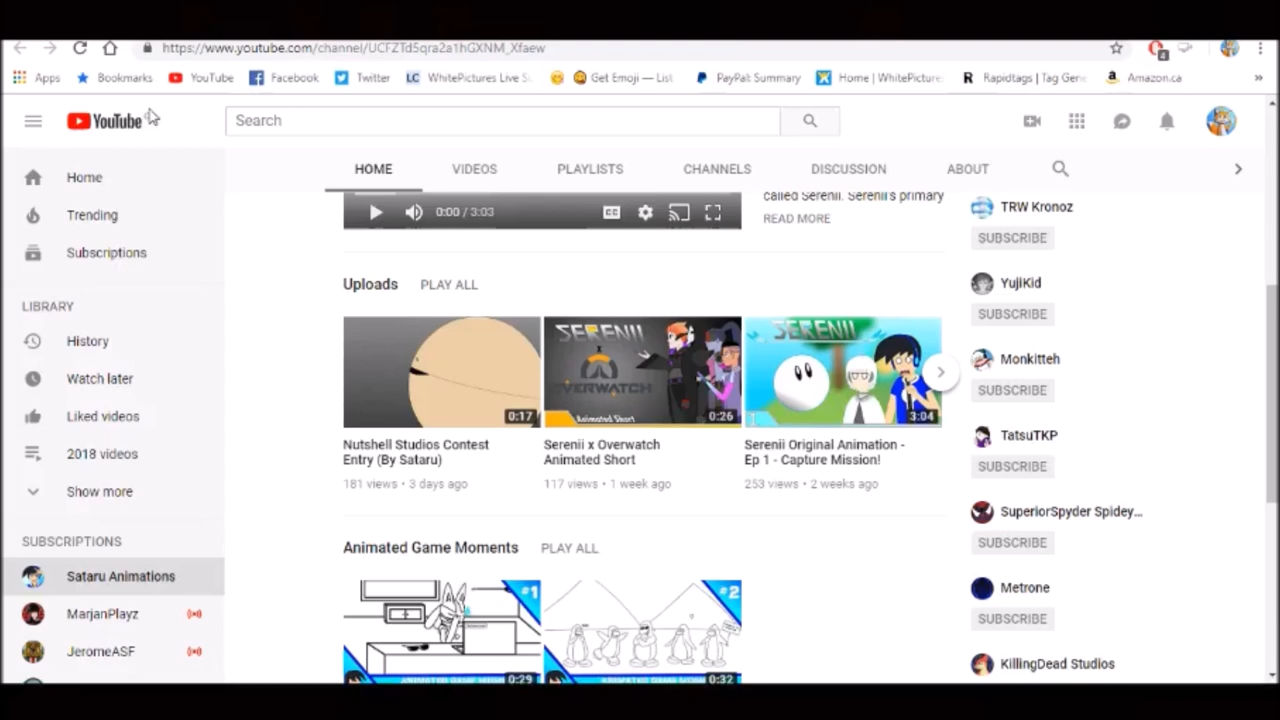 https://www.youtube.com/channel/UCFZTd5qra2a1hGXNM_Xfaew
4
Apps Bookmarks YouTube Facebook Twitter WhitePictures Live S Get Emoji — List PayPal: Summary Home | WhitePicture Rapidtags | Tag Gene Amazon.ca »
YouTube
Search
HOME VIDEOS PLAYLISTS CHANNELS DISCUSSION ABOUT
Home
Trending
Subscriptions
LIBRARY
History
Watch later
Liked videos
2018 videos
Show more
SUBSCRIPTIONS
Sataru Animations
MarjanPlayz
JeromeASF
0:00 / 3:03
called Serenii. Serenii's primary
READ MORE
Uploads PLAY ALL
0:17
SERENII
X
OVERWATCH
Animated Short
0:26
SERENII
1
3:04
Nutshell Studios Contest
Entry (By Sataru)
181 views • 3 days ago
Serenii x Overwatch
Animated Short
117 views • 1 week ago
Serenii Original Animation -
Ep 1 - Capture Mission!
253 views • 2 weeks ago
Animated Game Moments PLAY ALL
#1
0:29
#2
0:32
TRW Kronoz
SUBSCRIBE
YujiKid
SUBSCRIBE
Monkitteh
SUBSCRIBE
TatsuTKP
SUBSCRIBE
SuperiorSpyder Spidey...
SUBSCRIBE
Metrone
SUBSCRIBE
KillingDead Studios